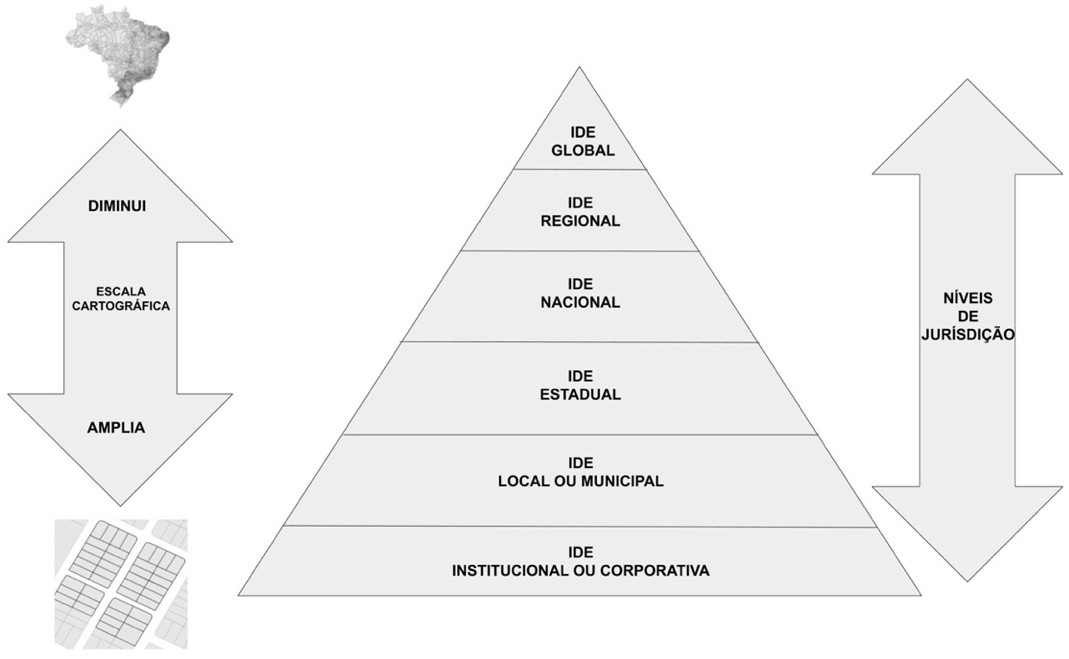 DIMINUI
ESCALA
CARTOGRÁFICA
AMPLIA
IDE
GLOBAL
IDE
REGIONAL
IDE
NACIONAL
IDE
ESTADUAL
IDE
LOCAL OU MUNICIPAL
IDE
INSTITUCIONAL OU CORPORATIVA
NÍVEIS
DE
JURÍSDIÇÃO